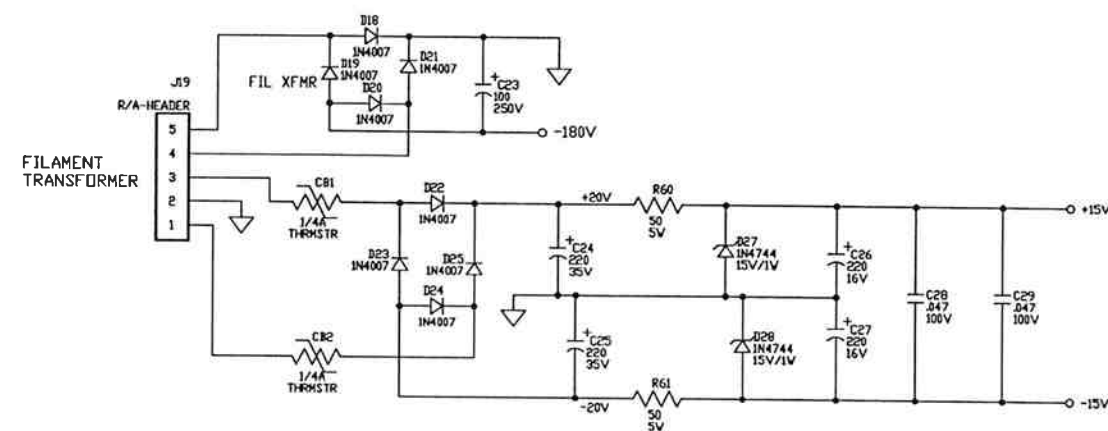 D18
1N4007
D19
1N4007
D21
1N4007
FIL XFMR
D20
1N4007
+
C23
100
250V
-180V
J19
R/A-HEADER
5
4
3
2
1
FILAMENT
TRANSFORMER
CB1
1/4A
THRMSTR
D22
1N4007
D23
1N4007
D25
1N4007
D24
1N4007
CB2
1/4A
THRMSTR
+20V
R60
50
5W
+15V
+
C24
220
35V
D27
1N4744
15V/1W
+
C26
220
16V
C28
.047
100V
C29
.047
100V
+
C25
220
35V
D28
1N4744
15V/1W
+
C27
220
16V
-20V
R61
50
5W
-15V